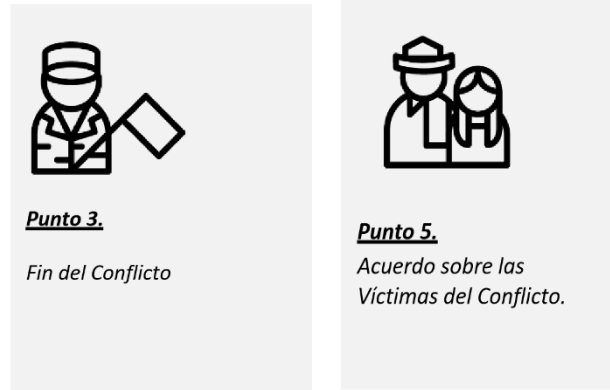 Punto 3.
Fin del Conflicto
Punto 5.
Acuerdo sobre las
Víctimas del Conflicto.